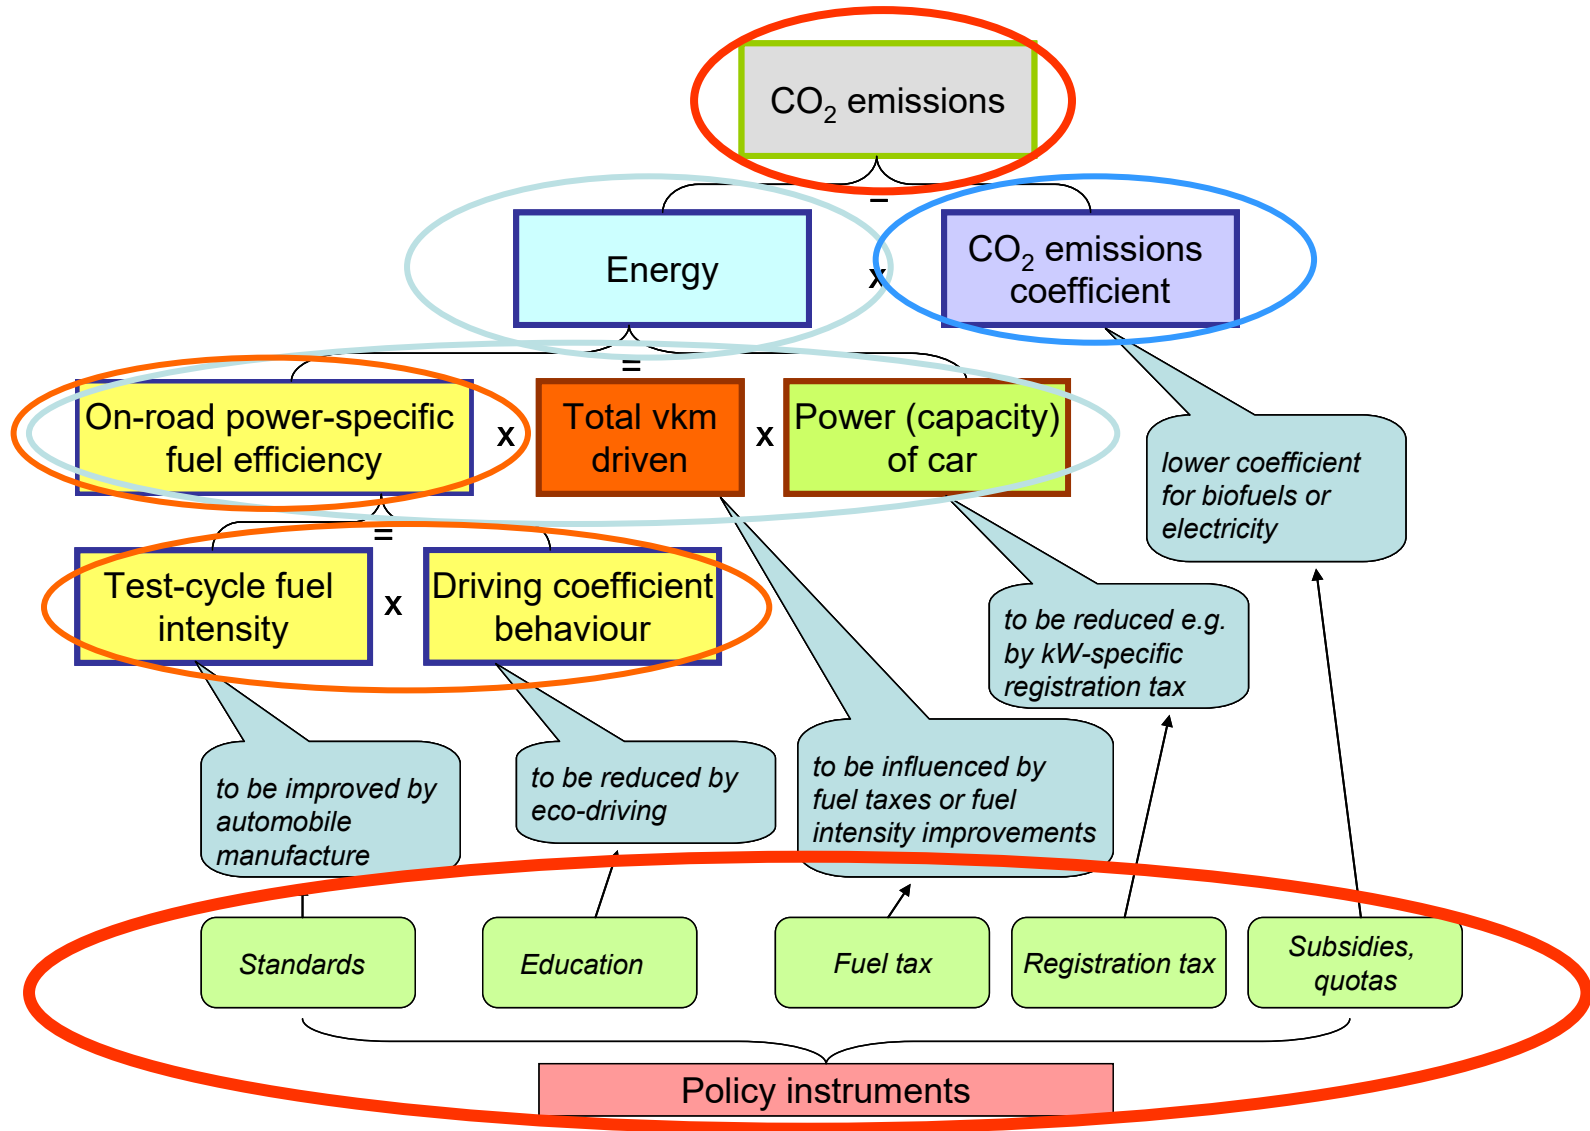 CO₂ emissions
=
Energy
x
CO₂ emissions
coefficient
=
On-road power-specific
fuel efficiency
x
Total vkm
driven
x
Power (capacity)
of car
lower coefficient
for biofuels or
electricity
=
Test-cycle fuel
intensity
x
Driving coefficient
behaviour
to be reduced e.g.
by kW-specific
registration tax
to be improved by
automobile
manufacture
to be reduced by
eco-driving
to be influenced by
fuel taxes or fuel
intensity improvements
Standards
Education
Fuel tax
Registration tax
Subsidies,
quotas
Policy instruments